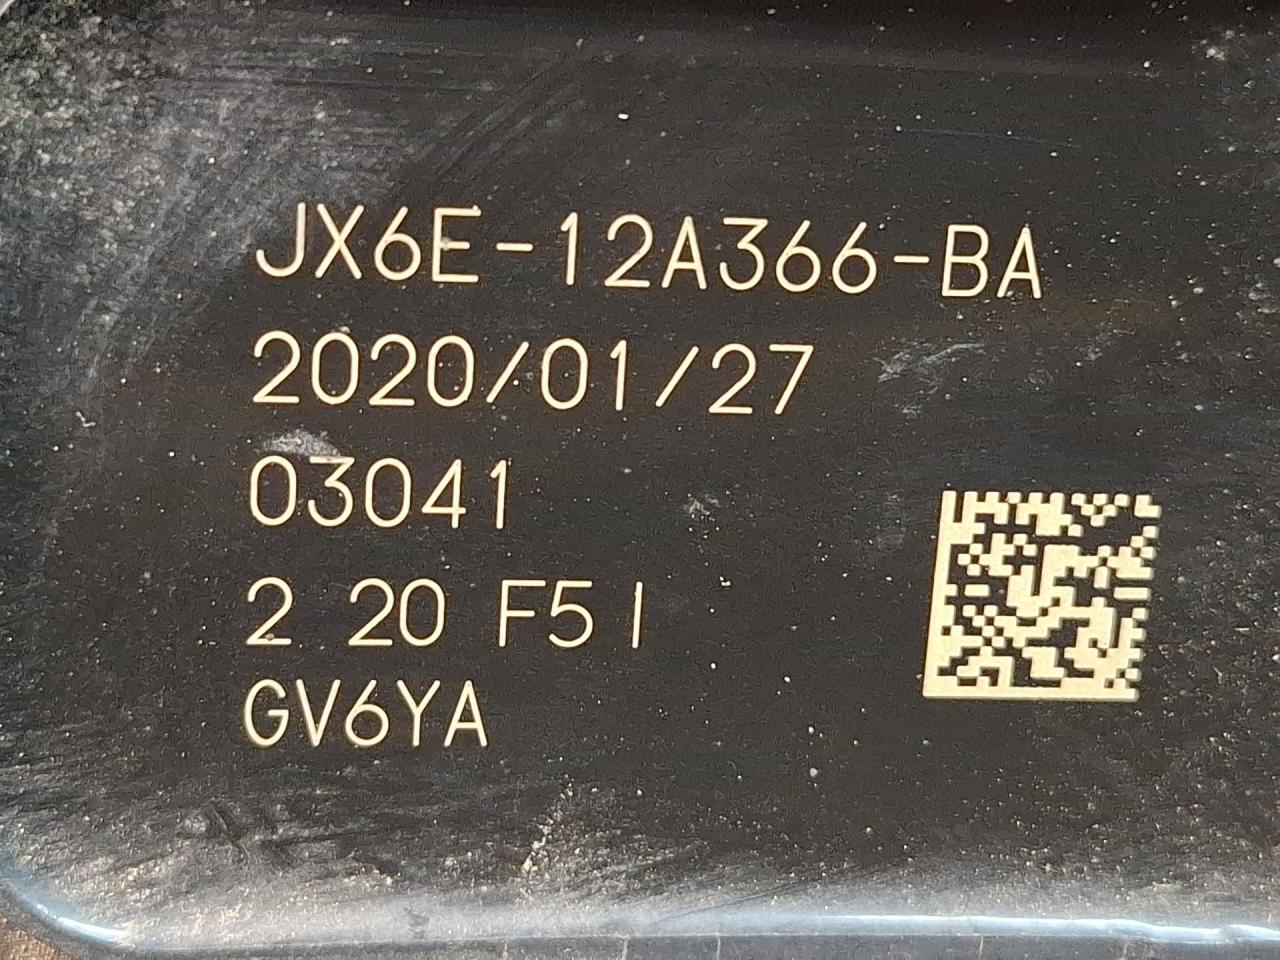 JX6E-12A366-BA
2020/01/27
03041
2 20 F5 I
GV6YA